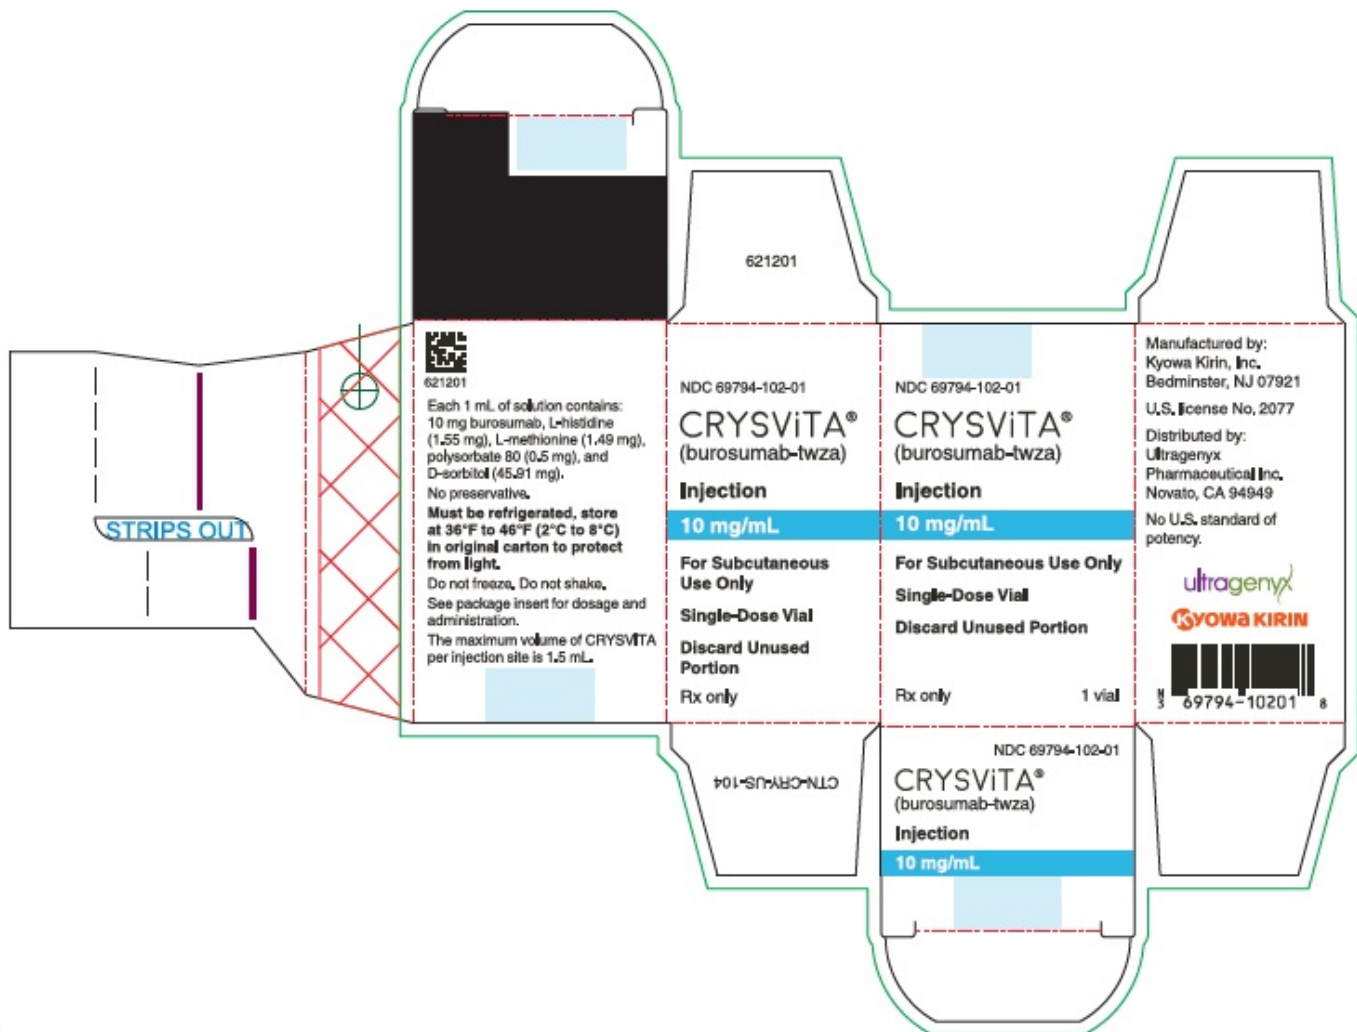 STRIPS OUT
621201
Each 1 mL of solution contains:
10 mg burosumab, L-histidine
(1.55 mg), L-methionine (1.49 mg),
polysorbate 80 (0.5 mg), and
D-sorbitol (45.91 mg).
No preservative.
Must be refrigerated, store
at 36°F to 46°F (2°C to 8°C)
in original carton to protect
from light.
Do not freeze. Do not shake.
See package insert for dosage and
administration.
The maximum volume of CRYSVITA
per injection site is 1.5 mL.
621201
NDC 69794-102-01
CRYSViTA®
(burosumab-twza)
Injection
10 mg/mL
For Subcutaneous
Use Only
Single-Dose Vial
Discard Unused
Portion
Rx only
CTN-CRY-US-104
NDC 69794-102-01
CRYSViTA®
(burosumab-twza)
Injection
10 mg/mL
For Subcutaneous Use Only
Single-Dose Vial
Discard Unused Portion
Rx only 1 vial
NDC 69794-102-01
CRYSViTA®
(burosumab-twza)
Injection
10 mg/mL
Manufactured by:
Kyowa Kirin, Inc.
Bedminster, NJ 07921
U.S. license No. 2077
Distributed by:
Ultragenyx
Pharmaceutical Inc.
Novato, CA 94949
No U.S. standard of
potency.
ultragenyx
KYOWA KIRIN
N
3 69794-10201 8